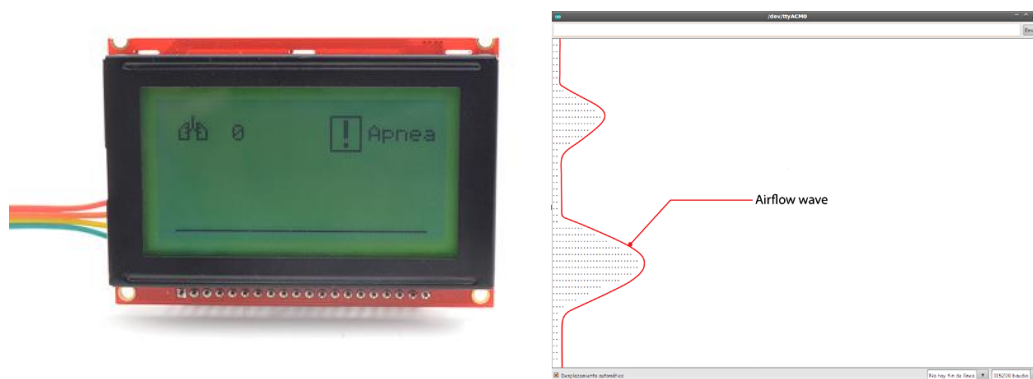 0
Apnea
/dev/ttyACM0
Airflow wave
Desplazamiento automático
No hay fin de línea
115200 baudio